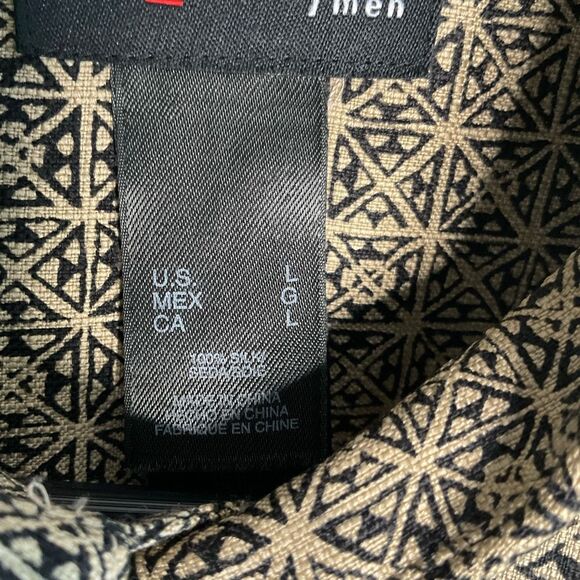 /men
U.S. L
MEX G
CA L
100% SILK/
SEDA/SOIE
MADE IN CHINA
HECHO EN CHINA
FABRIQUE EN CHINE